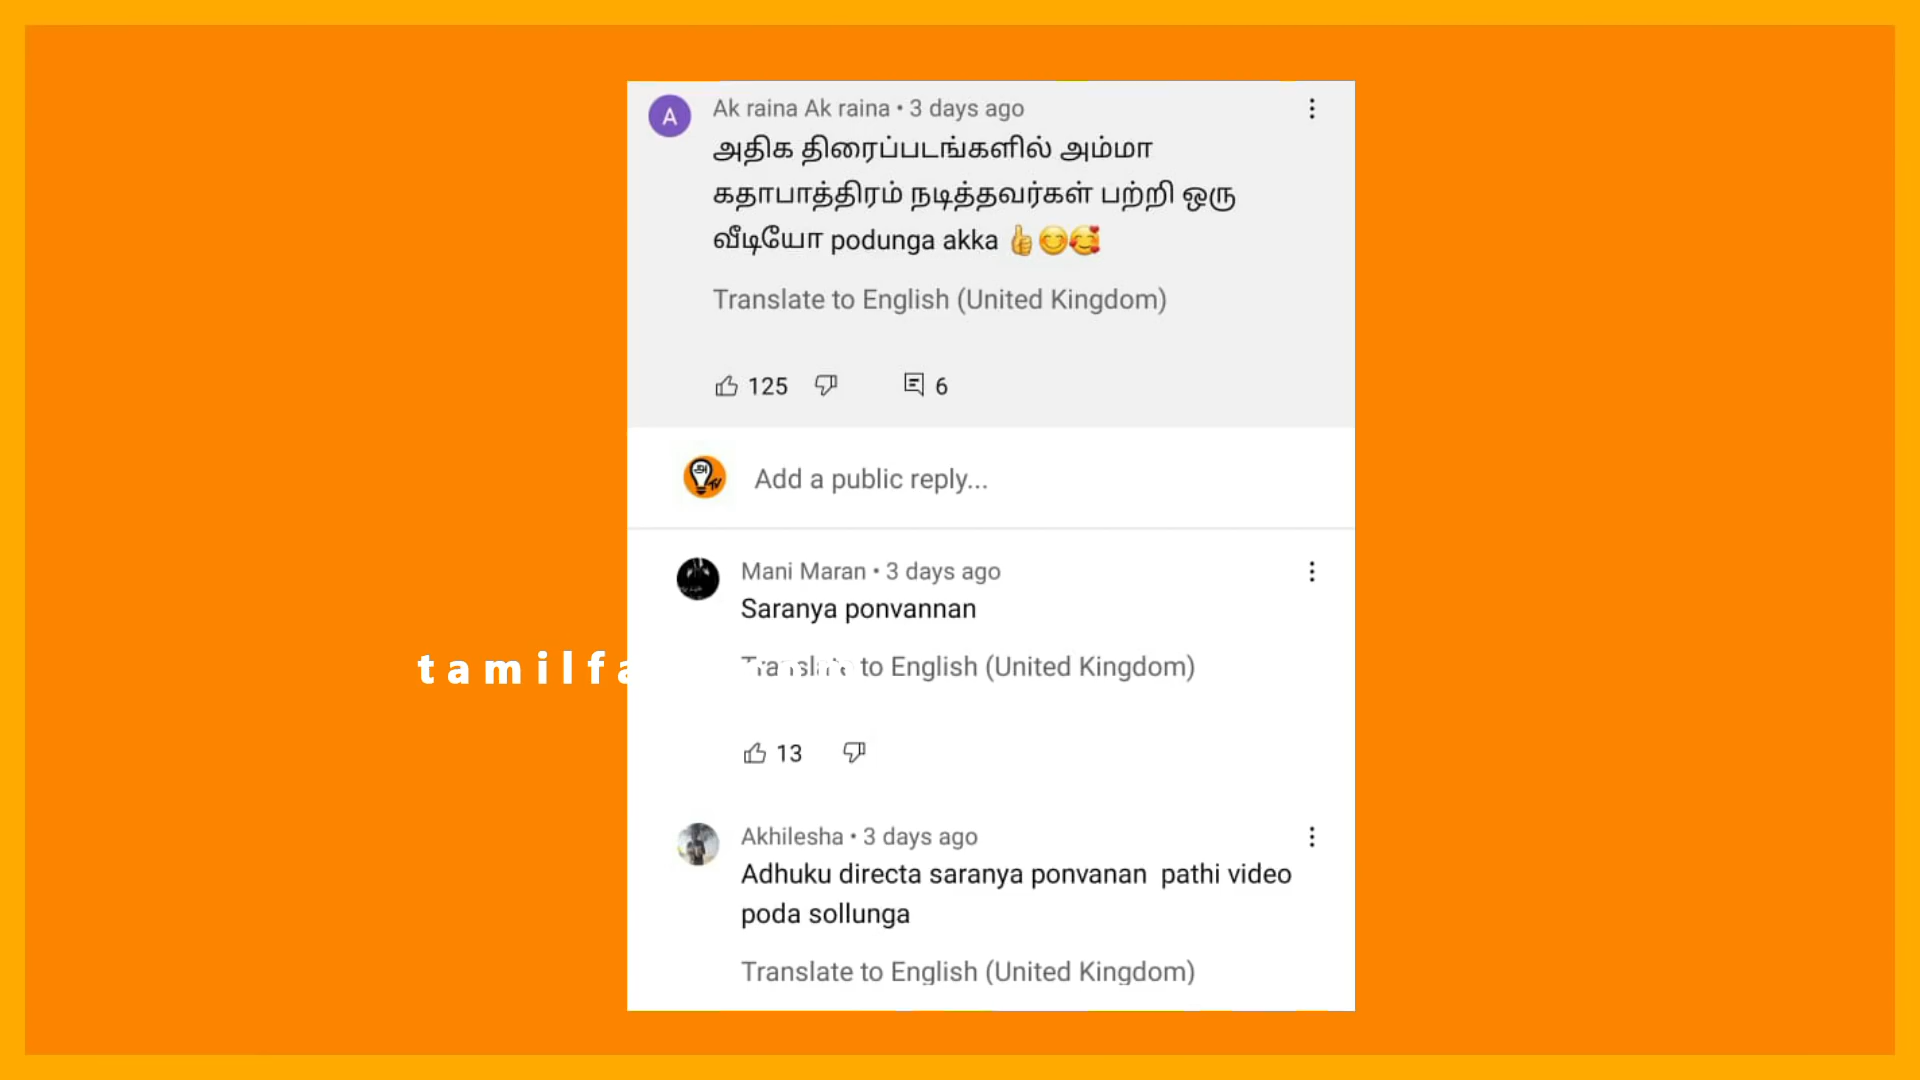 A
Ak raina Ak raina • 3 days ago
அதிக திரைப்படங்களில் அம்மா
கதாபாத்திரம் நடித்தவர்கள் பற்றி ஒரு
வீடியோ podunga akka 👍😊🥰
Translate to English (United Kingdom)
125 6
Add a public reply...
Mani Maran • 3 days ago
Saranya ponvannan
tamilfa
Translate to English (United Kingdom)
13
Akhilesha • 3 days ago
Adhuku directa saranya ponvanan pathi video
poda sollunga
Translate to English (United Kingdom)